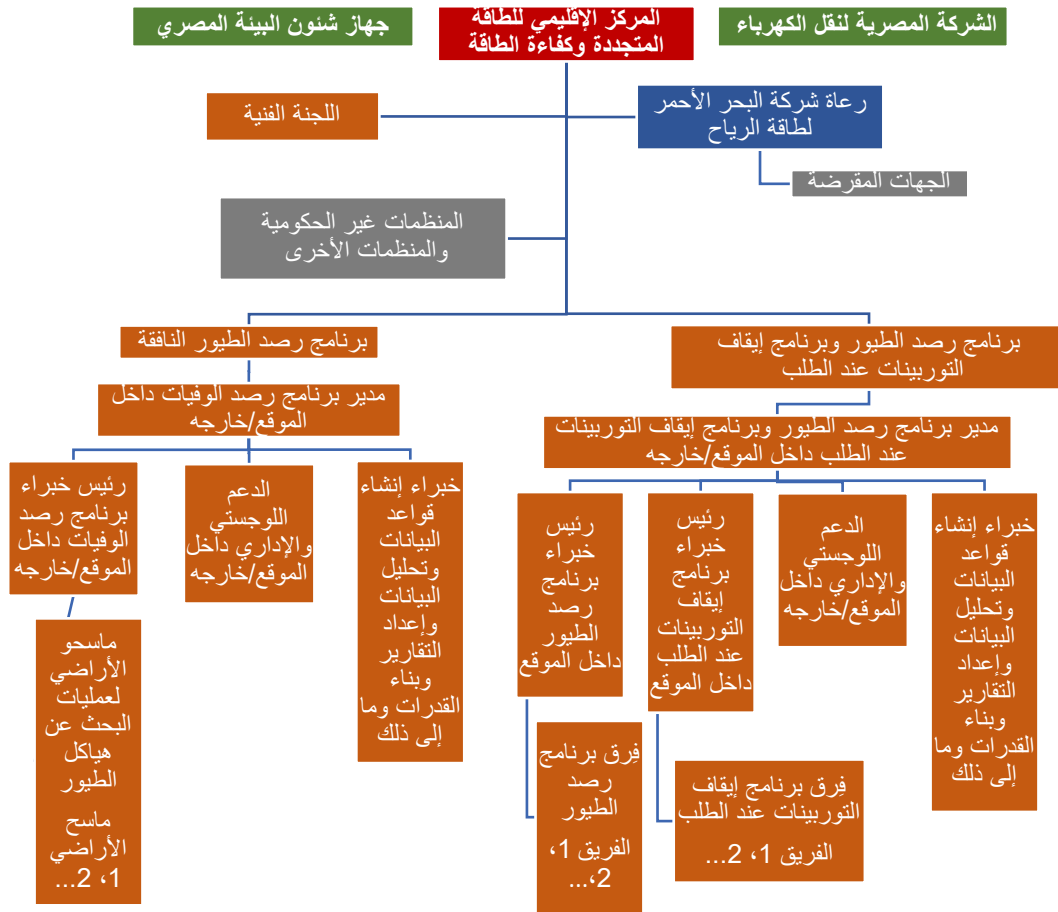 الشركة المصرية لنقل الكهرباء
المركز الإقليمي للطاقة
المتجددة وكفاءة الطاقة
جهاز شئون البيئة المصري
رعاة شركة البحر الأحمر
لطاقة الرياح
اللجنة الفنية
الجهات المقرضة
المنظمات غير الحكومية
والمنظمات الأخرى
برنامج رصد الطيور وبرنامج إيقاف
التوربينات عند الطلب
برنامج رصد الطيور النافقة
مدير برنامج رصد الطيور وبرنامج إيقاف التوربينات
عند الطلب داخل الموقع/خارجه
مدير برنامج رصد الوفيات داخل
الموقع/خارجه
خبراء إنشاء
قواعد
البيانات
وتحليل
البيانات
وإعداد
التقارير
وبناء
القدرات وما
إلى ذلك
الدعم
اللوجستي
والإداري داخل
الموقع/خارجه
رئيس
خبراء
برنامج
إيقاف
التوربينات
عند الطلب
داخل الموقع
رئيس
خبراء
برنامج
رصد
الطيور
داخل الموقع
فِرق برنامج إيقاف
التوربينات عند الطلب
الفريق 1، 2...
فِرق برنامج
رصد
الطيور
الفريق 1،
2،...
خبراء إنشاء
قواعد
البيانات
وتحليل
البيانات
وإعداد
التقارير
وبناء
القدرات وما
إلى ذلك
الدعم
اللوجستي
والإداري داخل
الموقع/خارجه
رئيس خبراء
برنامج رصد
الوفيات داخل
الموقع/خارجه
ماسحو
الأراضي
لعمليات
البحث عن
هياكل
الطيور
ماسح
الأراضي
1، 2...